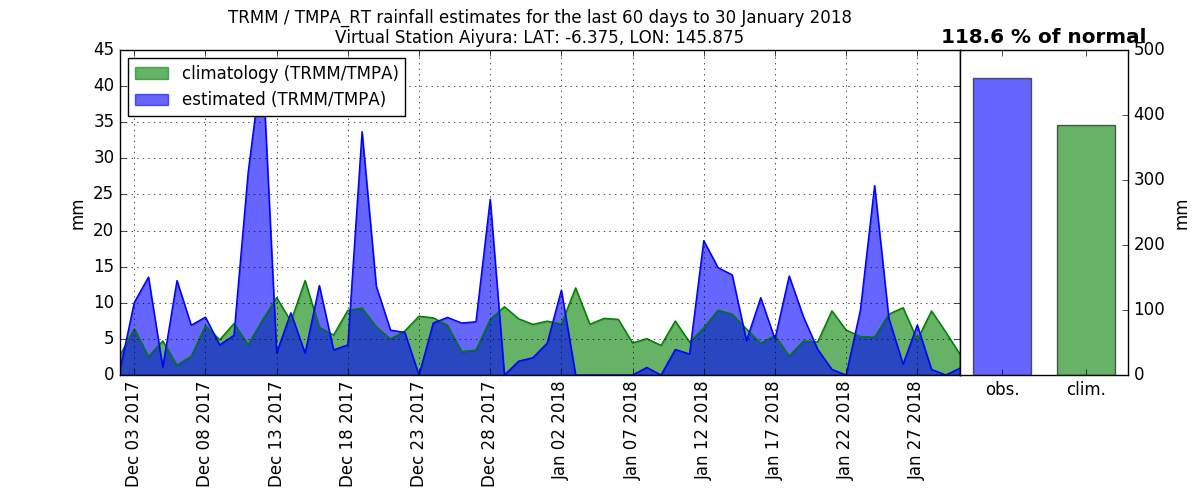 TRMM / TMPA_RT rainfall estimates for the last 60 days to 30 January 2018
Virtual Station Aiyura: LAT: -6.375, LON: 145.875
118.6 % of normal
climatology (TRMM/TMPA)
estimated (TRMM/TMPA)
45
40
35
30
25
20
15
10
5
0
mm
500
400
300
200
100
0
mm
Dec 03 2017
Dec 08 2017
Dec 13 2017
Dec 18 2017
Dec 23 2017
Dec 28 2017
Jan 02 2018
Jan 07 2018
Jan 12 2018
Jan 17 2018
Jan 22 2018
Jan 27 2018
obs.
clim.